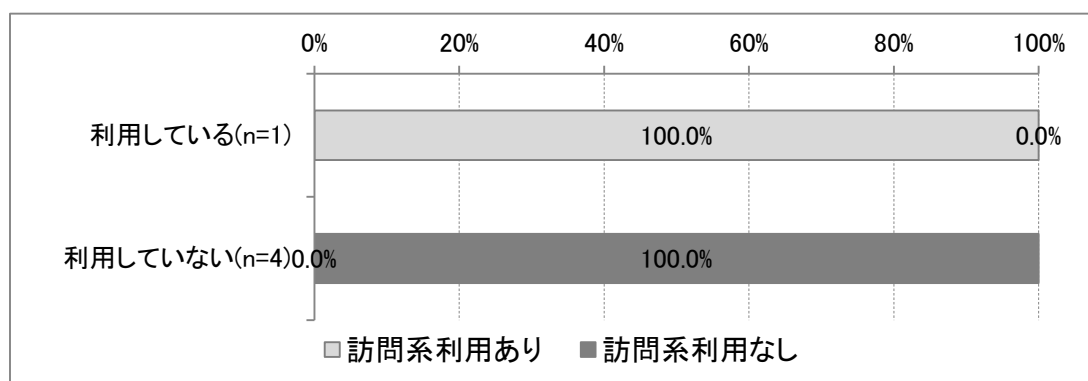 0% 20% 40% 60% 80% 100%
利用している(n=1) 100.0% 0.0%
利用していない(n=4) 0.0% 100.0%
訪問系利用あり 訪問系利用なし